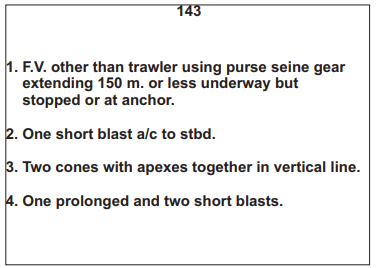 143
1. F.V. other than trawler using purse seine gear
extending 150 m. or less underway but
stopped or at anchor.
2. One short blast a/c to stbd.
3. Two cones with apexes together in vertical line.
4. One prolonged and two short blasts.